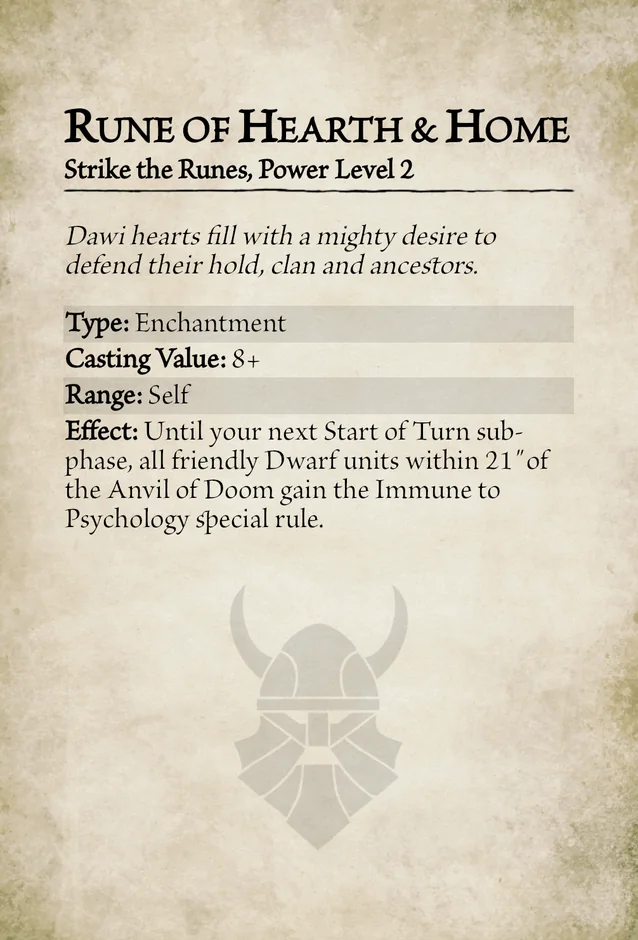 Rune of Hearth & Home
Strike the Runes, Power Level 2
Dawi hearts fill with a mighty desire to
defend their hold, clan and ancestors.
Type: Enchantment
Casting Value: 8+
Range: Self
Effect: Until your next Start of Turn sub-
phase, all friendly Dwarf units within 21" of
the Anvil of Doom gain the Immune to
Psychology special rule.